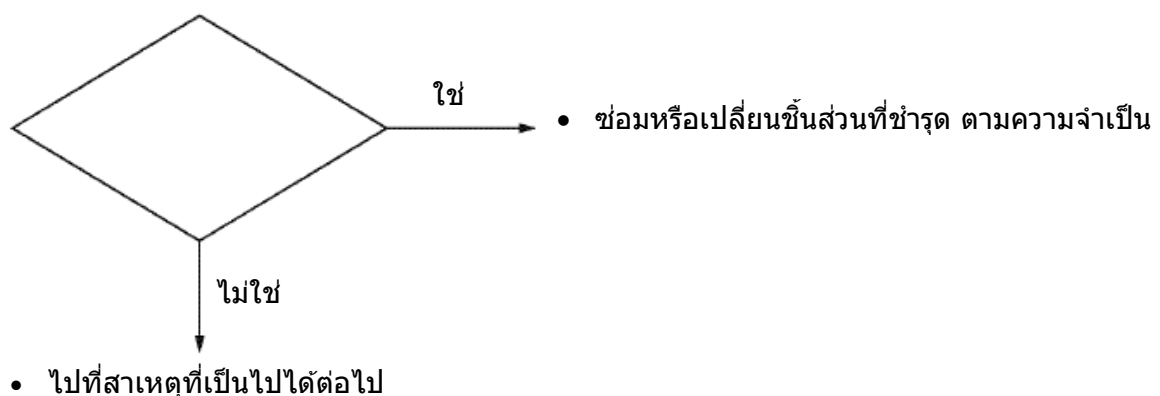 ใช่
• ซ่อมหรือเปลี่ยนชิ้นส่วนที่ชำรุด ตามความจำเป็น
ไม่ใช่
• ไปที่สาเหตุที่เป็นไปได้ต่อไป